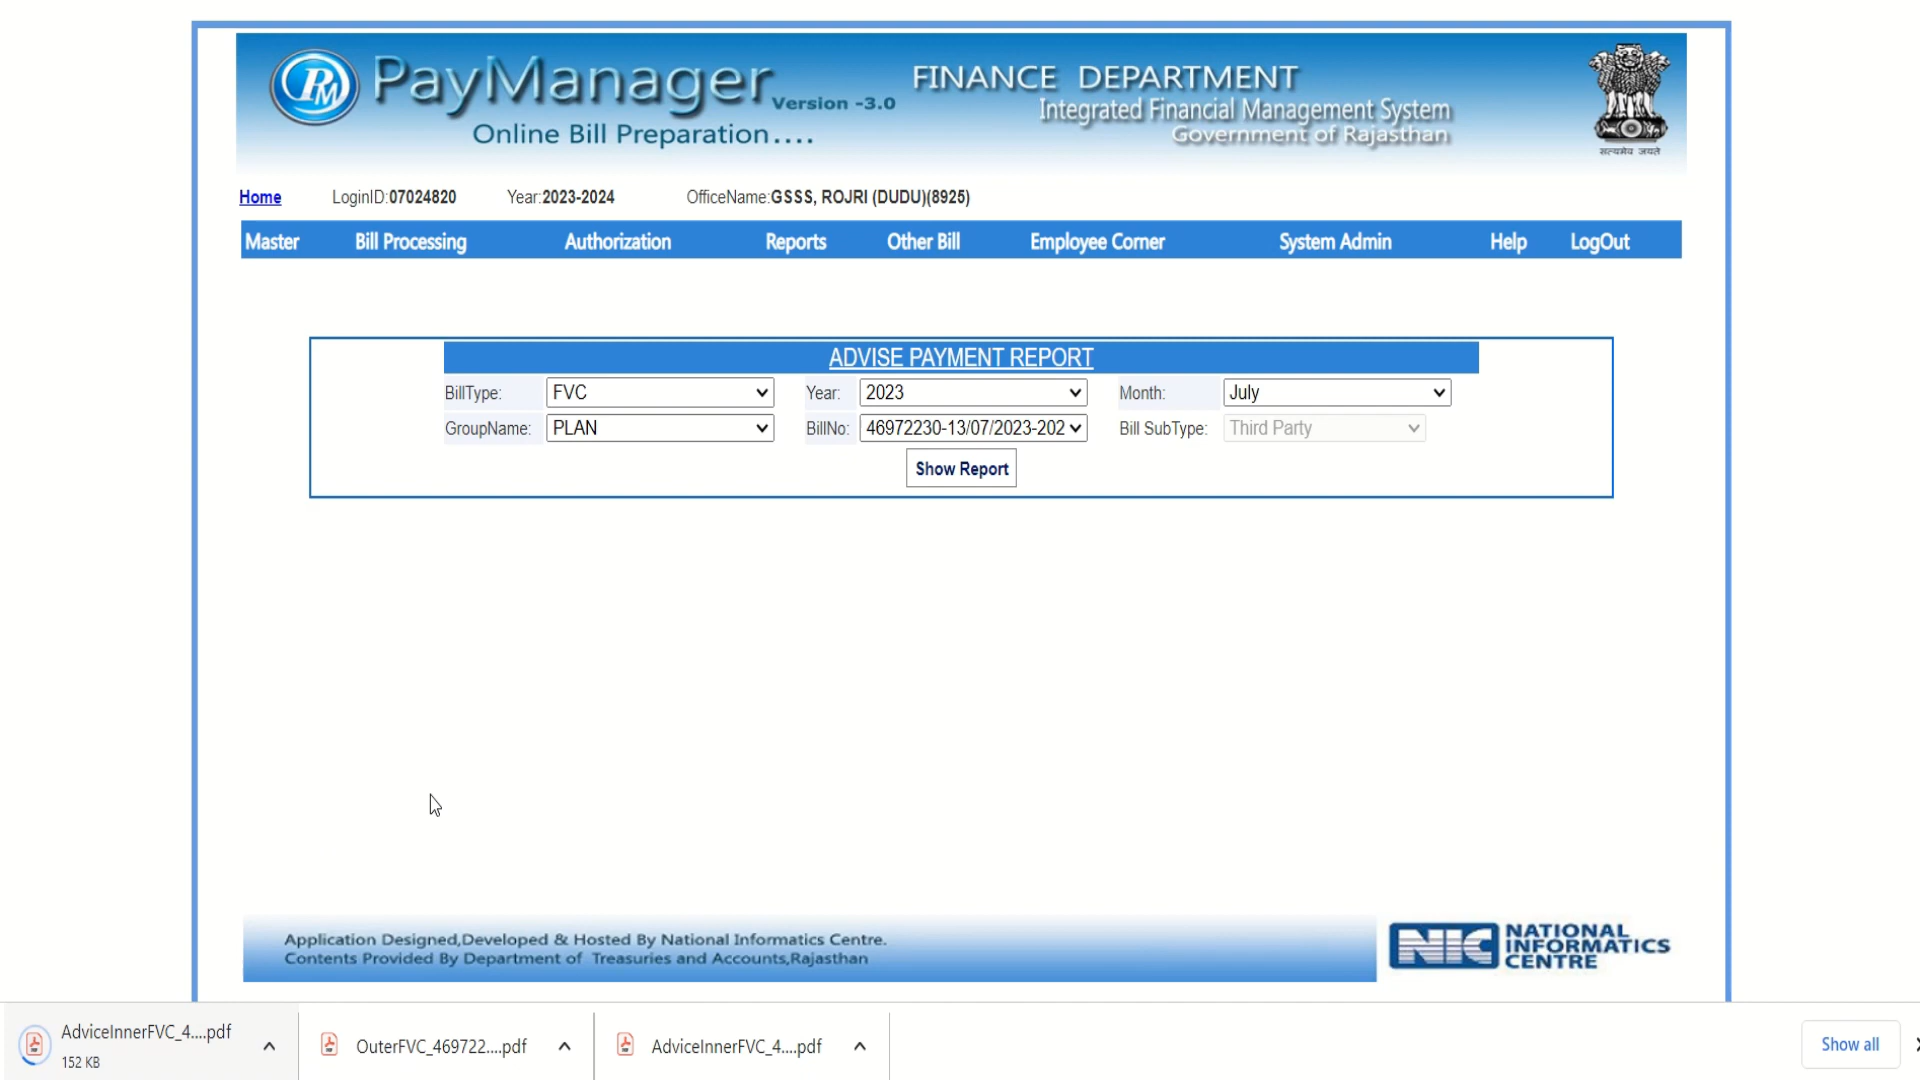 PayManager Version -3.0
Online Bill Preparation....
FINANCE DEPARTMENT
Integrated Financial Management System
Government of Rajasthan
सत्यमेव जयते
Home LoginID:07024820 Year:2023-2024 OfficeName:GSSS, ROJRI (DUDU)(8925)
Master Bill Processing Authorization Reports Other Bill Employee Corner System Admin Help LogOut
ADVISE PAYMENT REPORT
BillType: FVC Year: 2023 Month: July
GroupName: PLAN BillNo: 46972230-13/07/2023-202 Bill SubType: Third Party
Show Report
Application Designed,Developed & Hosted By National Informatics Centre.
Contents Provided By Department of Treasuries and Accounts,Rajasthan
NIC NATIONAL
INFORMATICS
CENTRE
AdviceInnerFVC_4....pdf
152 KB
OuterFVC_469722....pdf
AdviceInnerFVC_4....pdf
Show all